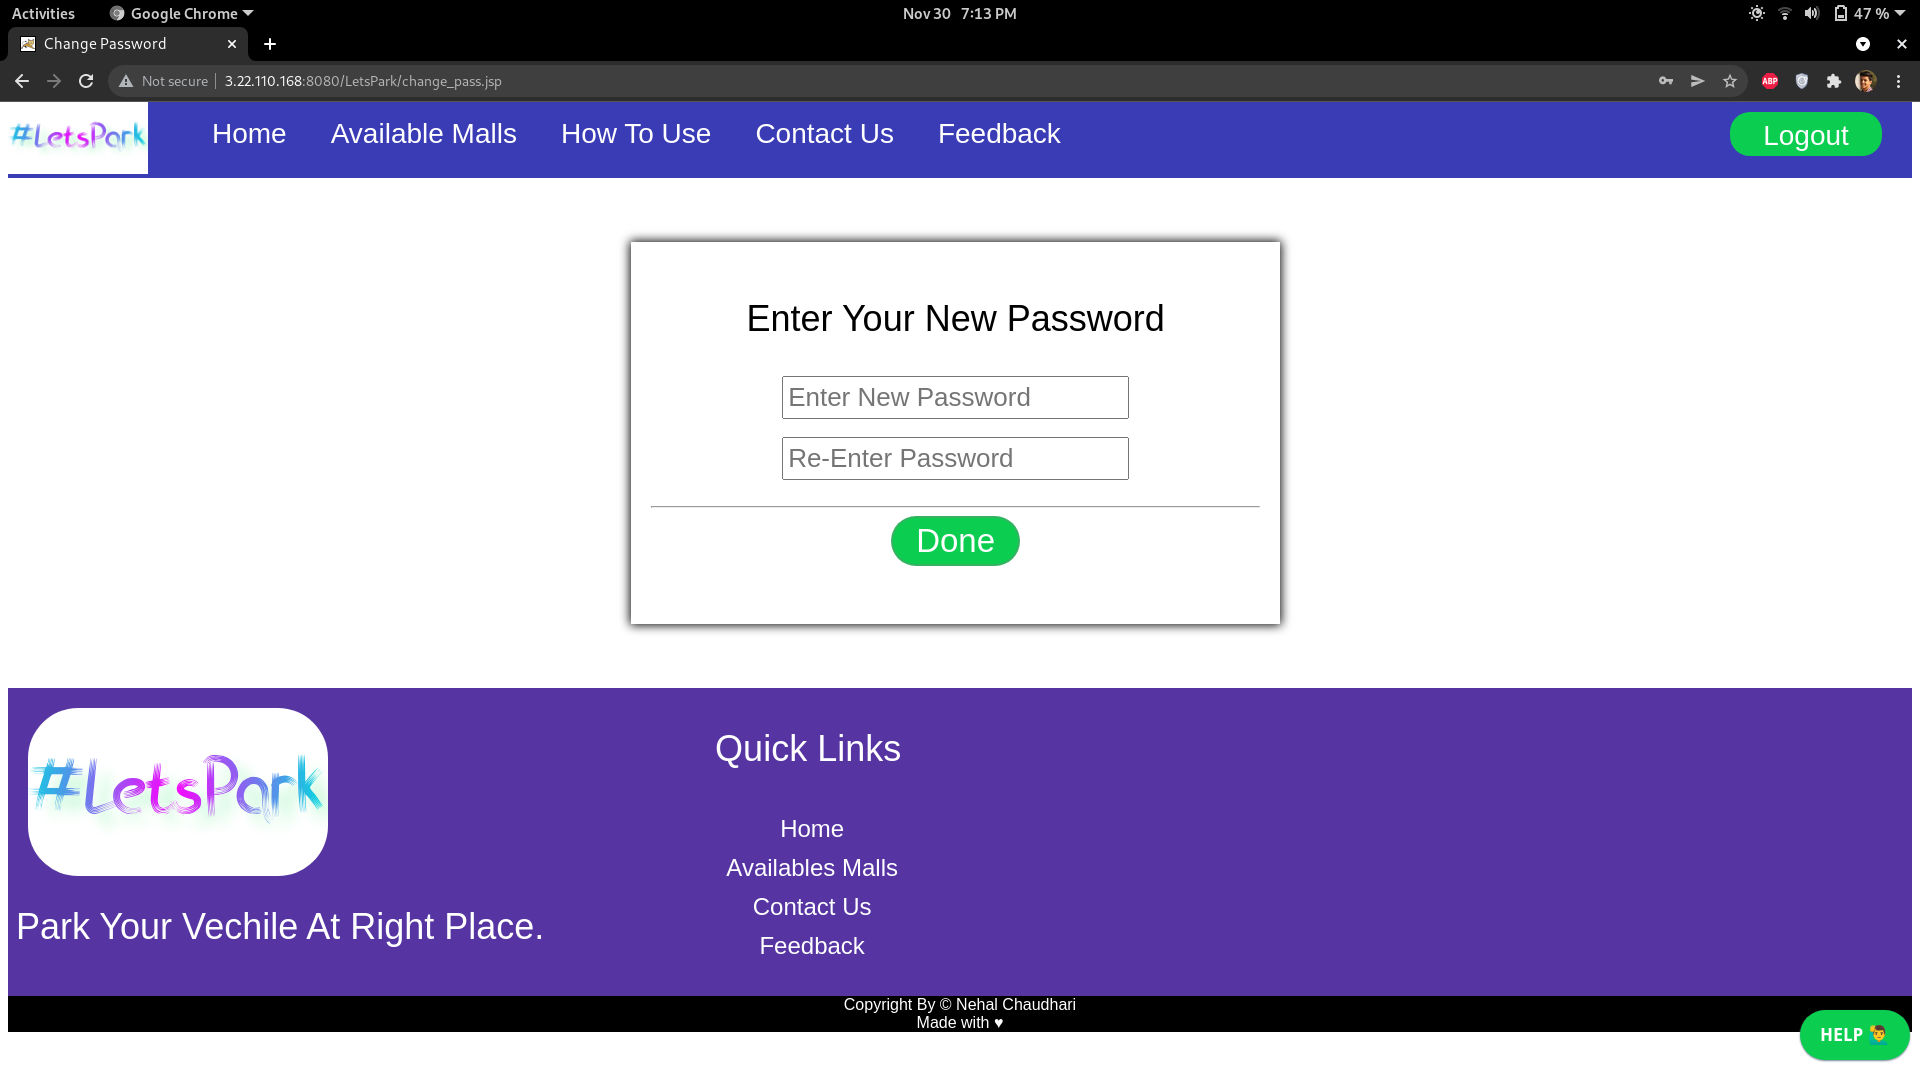 Activities Google Chrome Nov 30 7:13 PM 47 %
Change Password
Not secure 3.22.110.168:8080/LetsPark/change_pass.jsp ABP
#LetsPark Home Available Malls How To Use Contact Us Feedback Logout
Enter Your New Password
Enter New Password
Re-Enter Password
Done
#LetsPark
Park Your Vechile At Right Place.
Quick Links
Home
Availables Malls
Contact Us
Feedback
Copyright By © Nehal Chaudhari
Made with ♥
HELP 🙋‍♂️